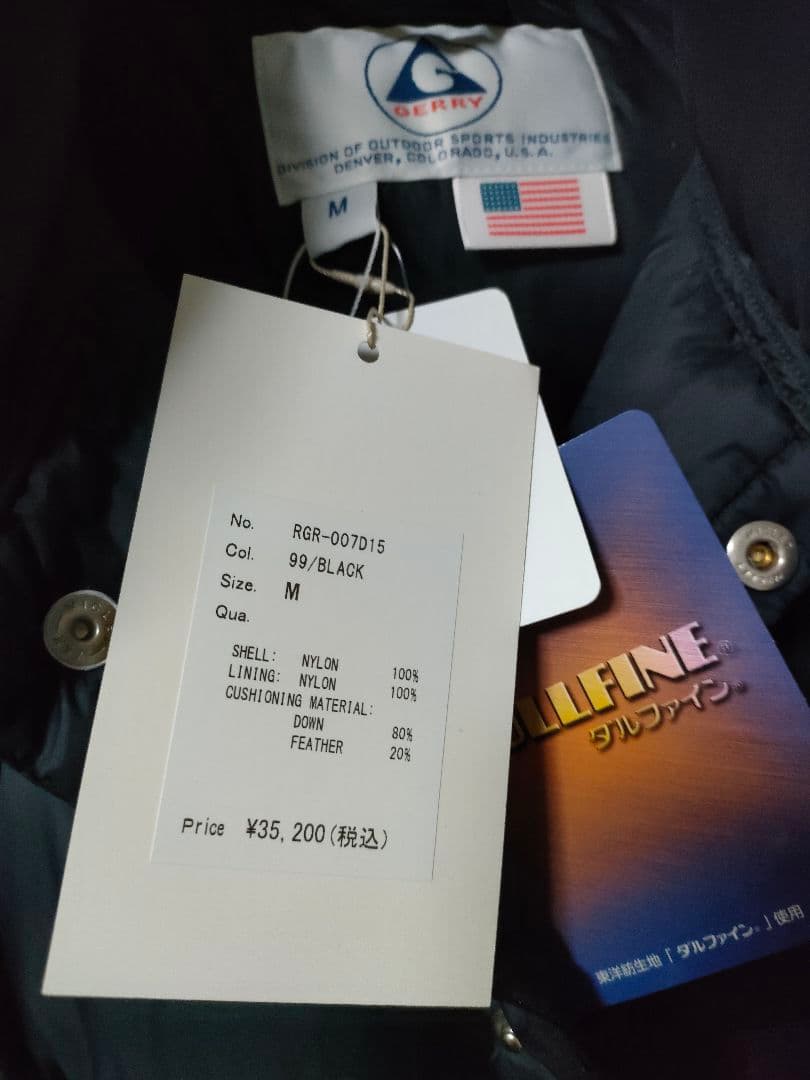 G
GERRY
DIVISION OF OUTDOOR SPORTS INDUSTRIES
DENVER, COLORADO, U.S.A.
M
No. RGR-007D15
Col. 99/BLACK
Size. M
Qua.
SHELL: NYLON 100%
LINING: NYLON 100%
CUSHIONING MATERIAL:
DOWN 80%
FEATHER 20%
Price ¥35,200(税込)
ULLFINE®
ダルファイン®
東洋紡生地「ダルファイン®」使用